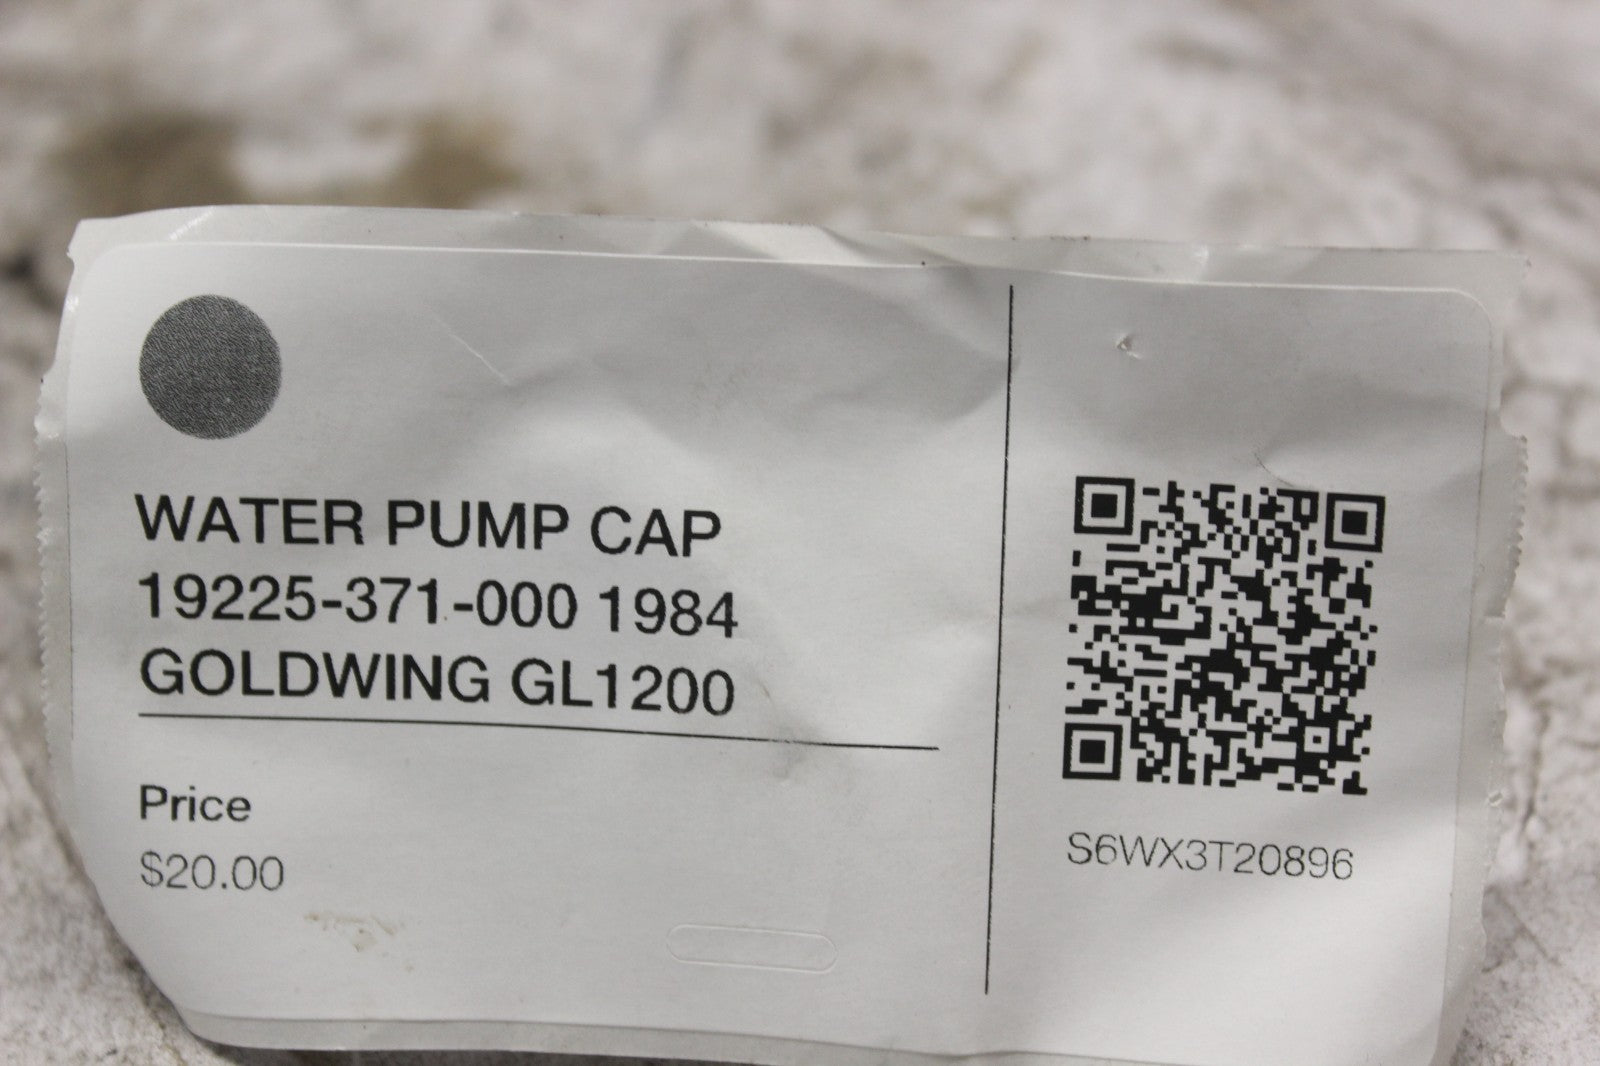 WATER PUMP CAP
19225-371-000 1984
GOLDWING GL1200
Price
$20.00
S6WX3T20896